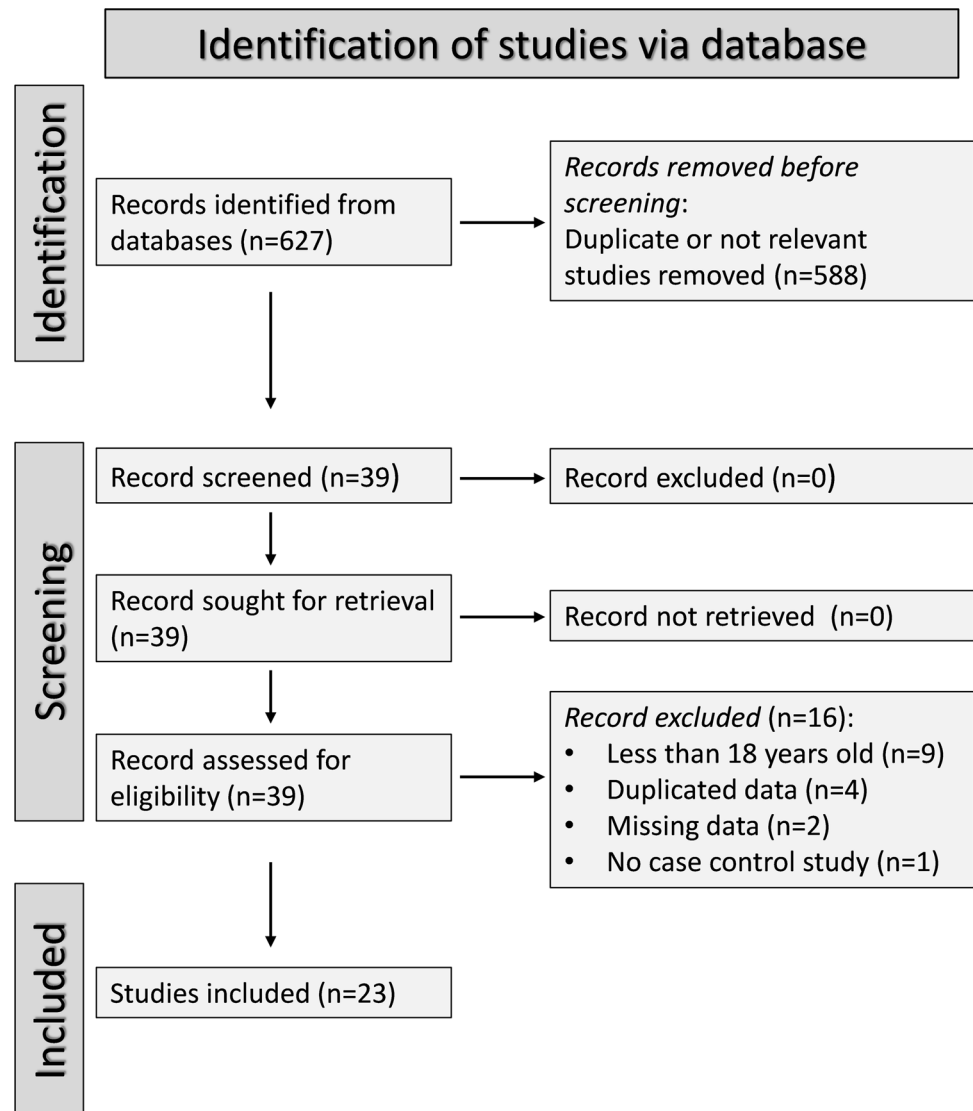 Identification of studies via database
Identification
Records identified from
databases (n=627)
Records removed before
screening:
Duplicate or not relevant
studies removed (n=588)
Screening
Record screened (n=39)
Record excluded (n=0)
Record sought for retrieval
(n=39)
Record not retrieved (n=0)
Record assessed for
eligibility (n=39)
Record excluded (n=16):
• Less than 18 years old (n=9)
• Duplicated data (n=4)
• Missing data (n=2)
• No case control study (n=1)
Included
Studies included (n=23)